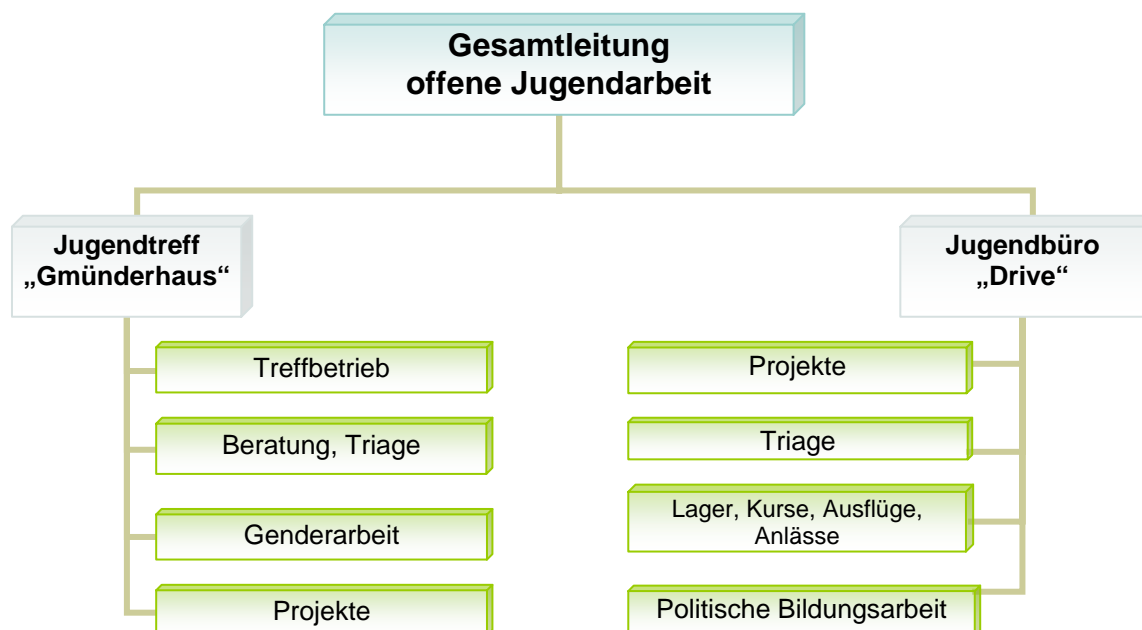 Gesamtleitung
offene Jugendarbeit
Jugendtreff
„Gmünderhaus“
Treffbetrieb
Beratung, Triage
Genderarbeit
Projekte
Jugendbüro
„Drive“
Projekte
Triage
Lager, Kurse, Ausflüge,
Anlässe
Politische Bildungsarbeit